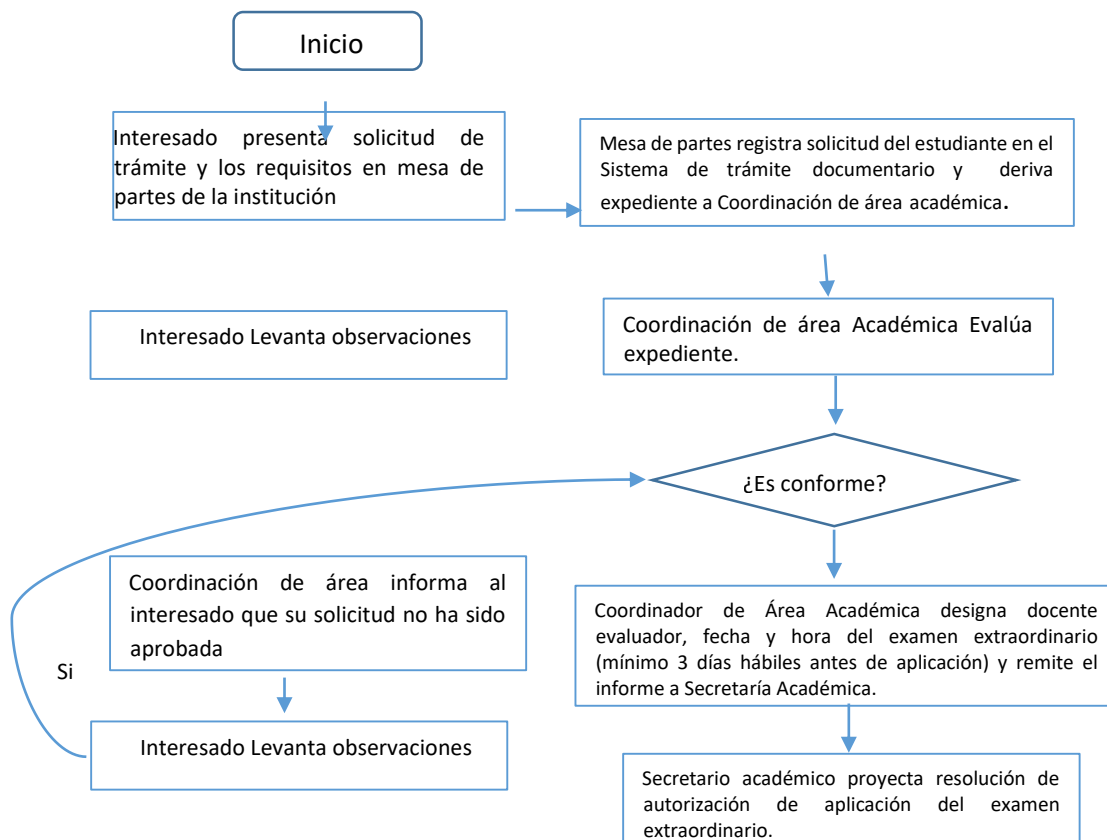 Inicio
Interesado presenta solicitud de
trámite y los requisitos en mesa de
partes de la institución
Mesa de partes registra solicitud del estudiante en el
Sistema de trámite documentario y deriva
expediente a Coordinación de área académica.
Interesado Levanta observaciones
Coordinación de área Académica Evalúa
expediente.
¿Es conforme?
Coordinación de área informa al
interesado que su solicitud no ha sido
aprobada
Coordinador de Área Académica designa docente
evaluador, fecha y hora del examen extraordinario
(mínimo 3 días hábiles antes de aplicación) y remite el
informe a Secretaría Académica.
Si
Interesado Levanta observaciones
Secretario académico proyecta resolución de
autorización de aplicación del examen
extraordinario.